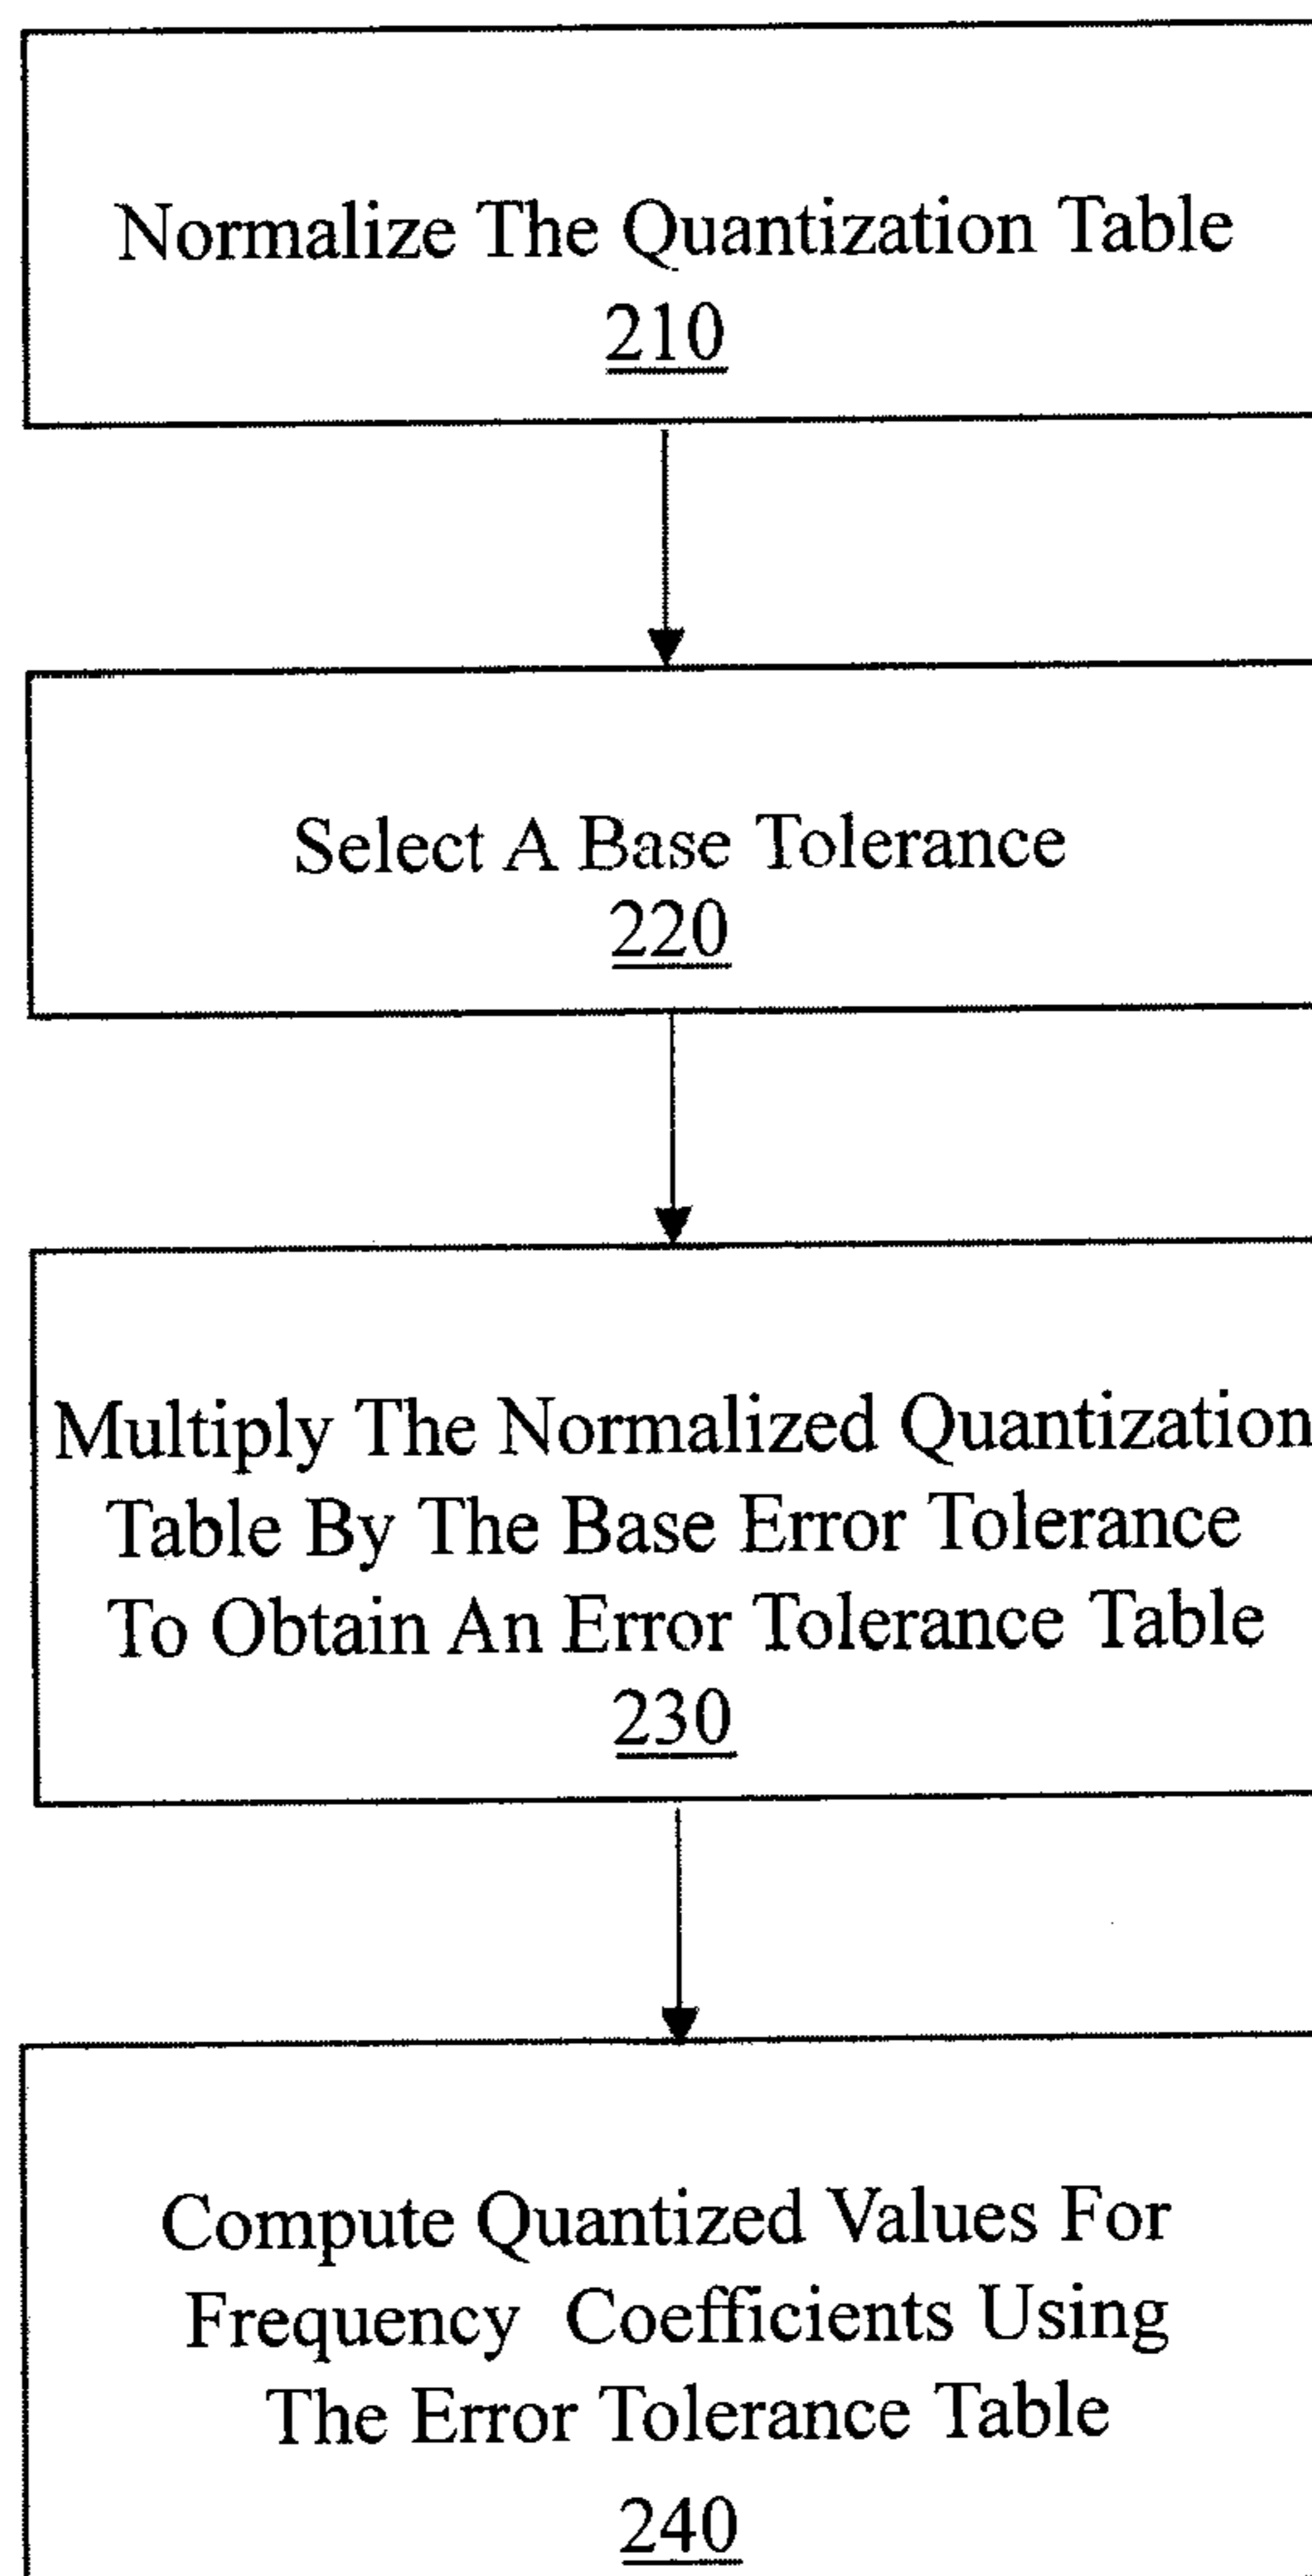 Normalize The Quantization Table
210
Select A Base Tolerance
220
Multiply The Normalized Quantization
Table By The Base Error Tolerance
To Obtain An Error Tolerance Table
230
Compute Quantized Values For
Frequency Coefficients Using
The Error Tolerance Table
240